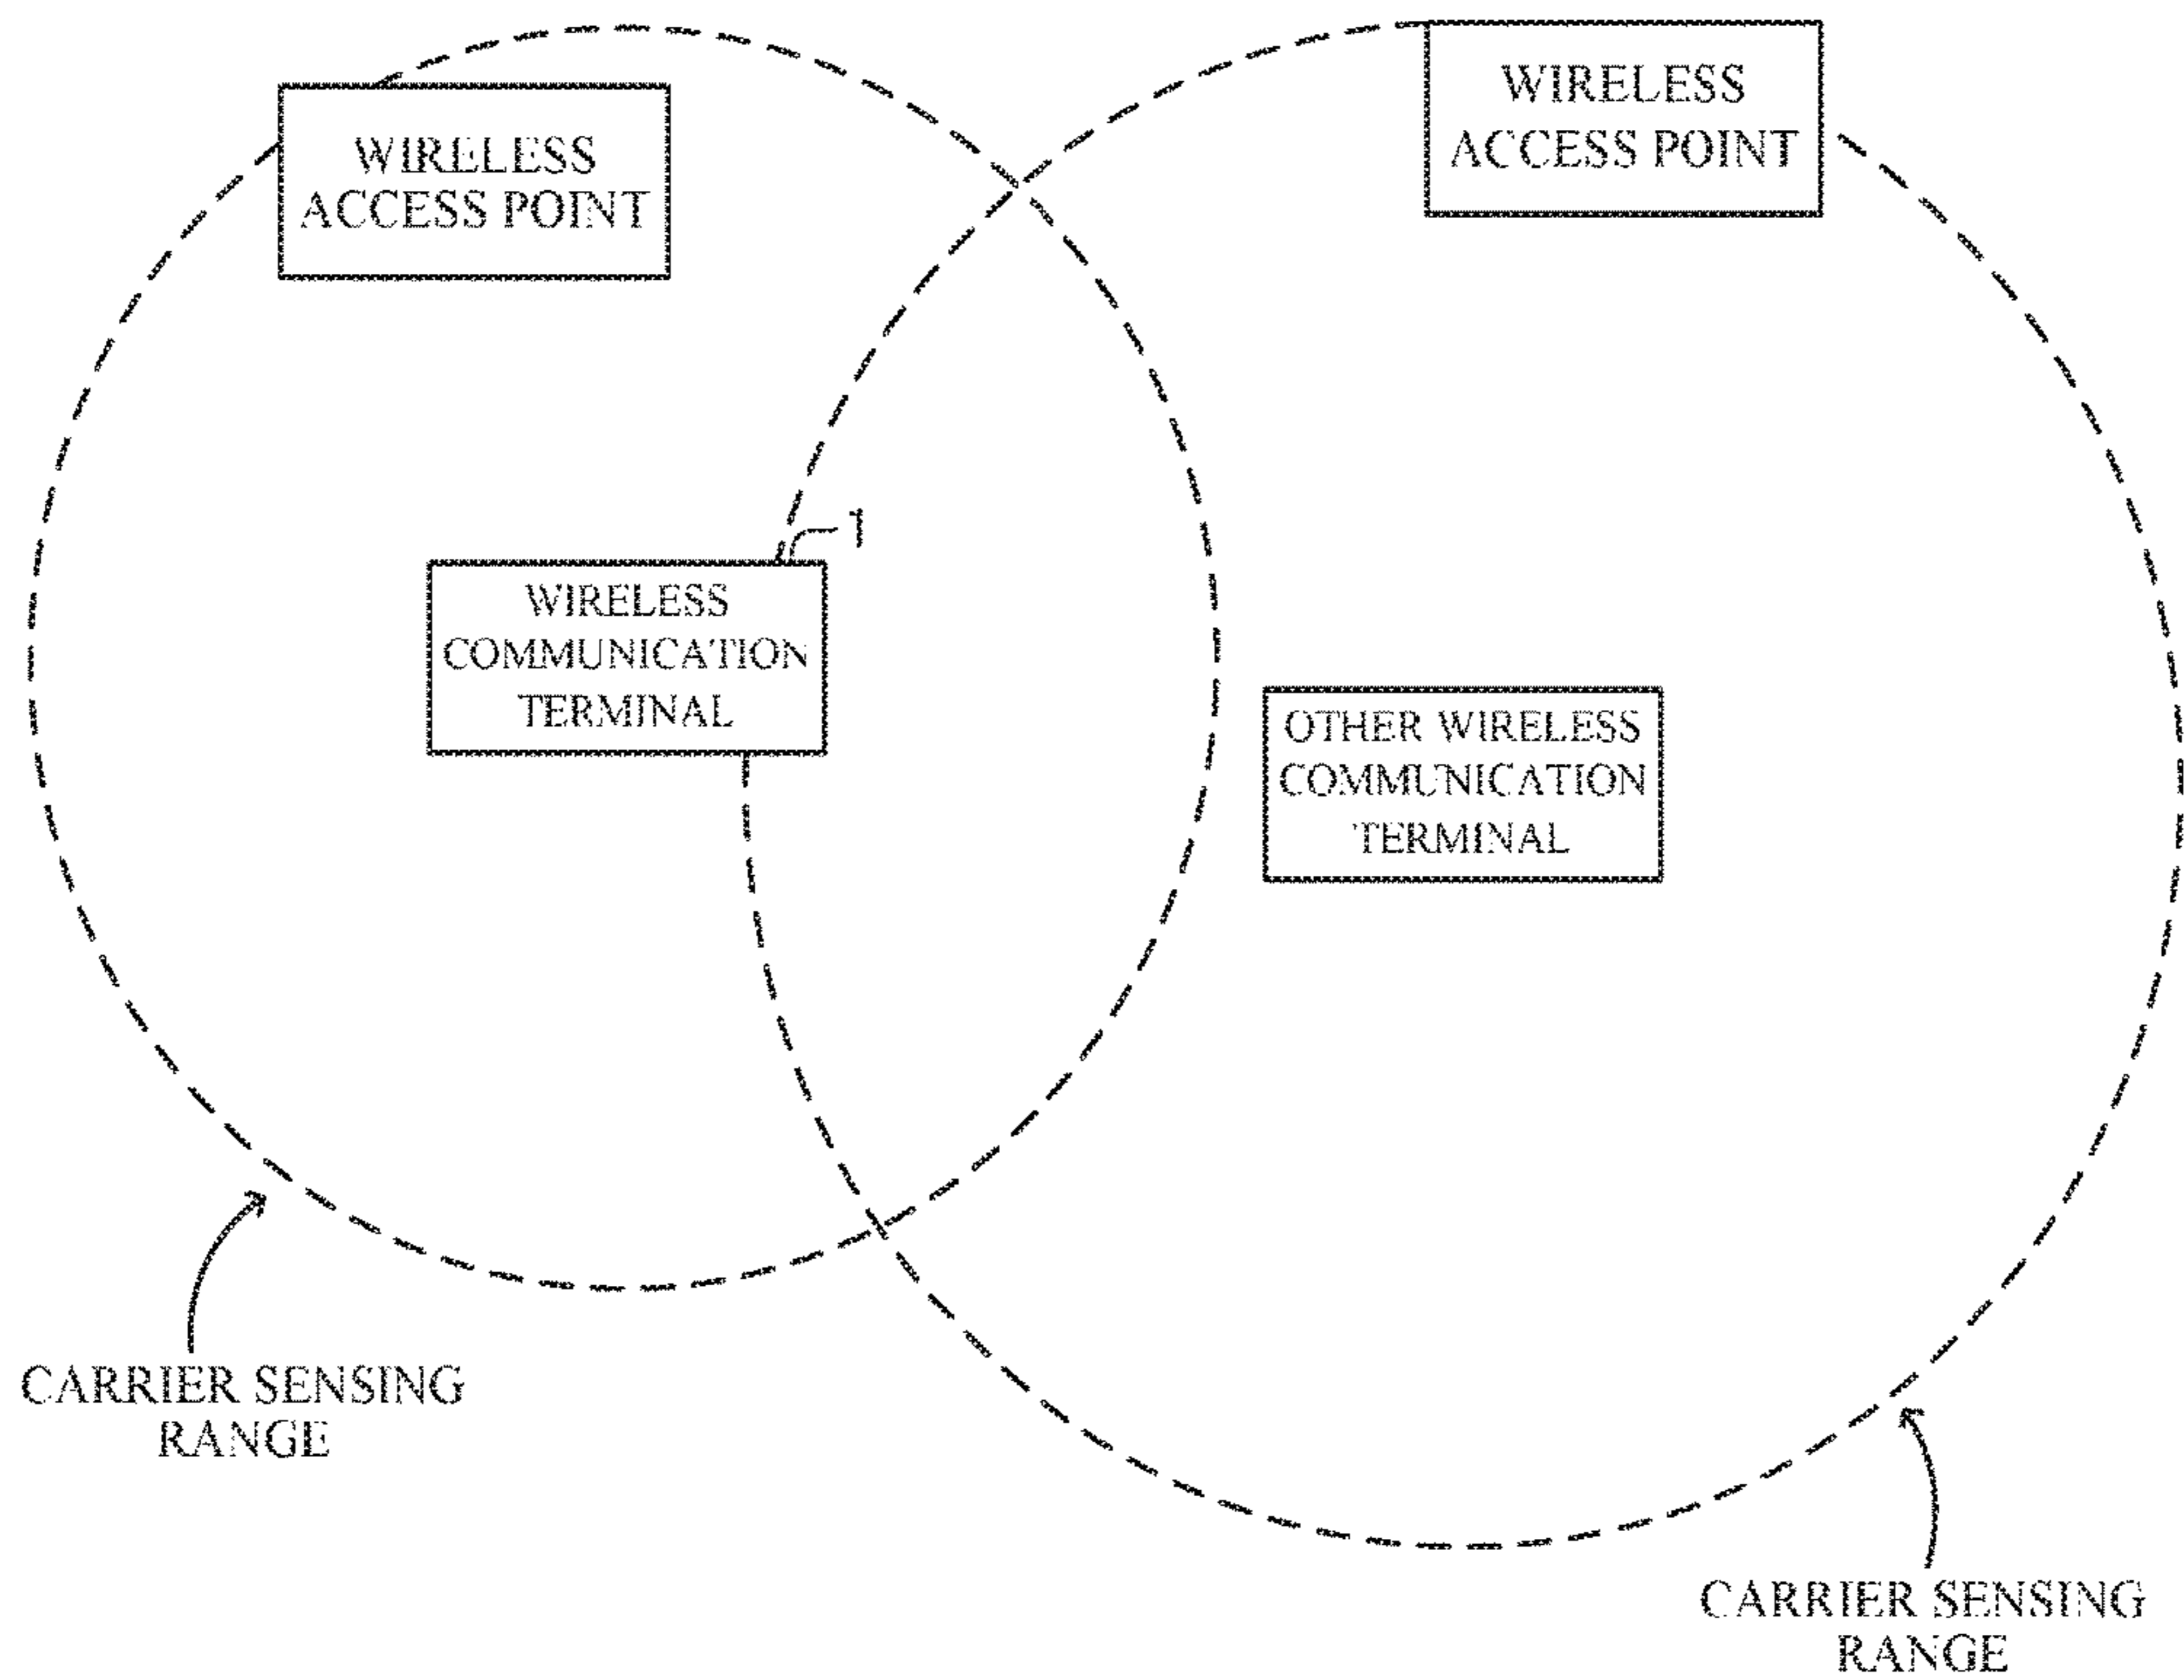 WIRELESS
ACCESS POINT
WIRELESS
ACCESS POINT
1
WIRELESS
COMMUNICATION
TERMINAL
OTHER WIRELESS
COMMUNICATION
TERMINAL
CARRIER SENSING
RANGE
CARRIER SENSING
RANGE